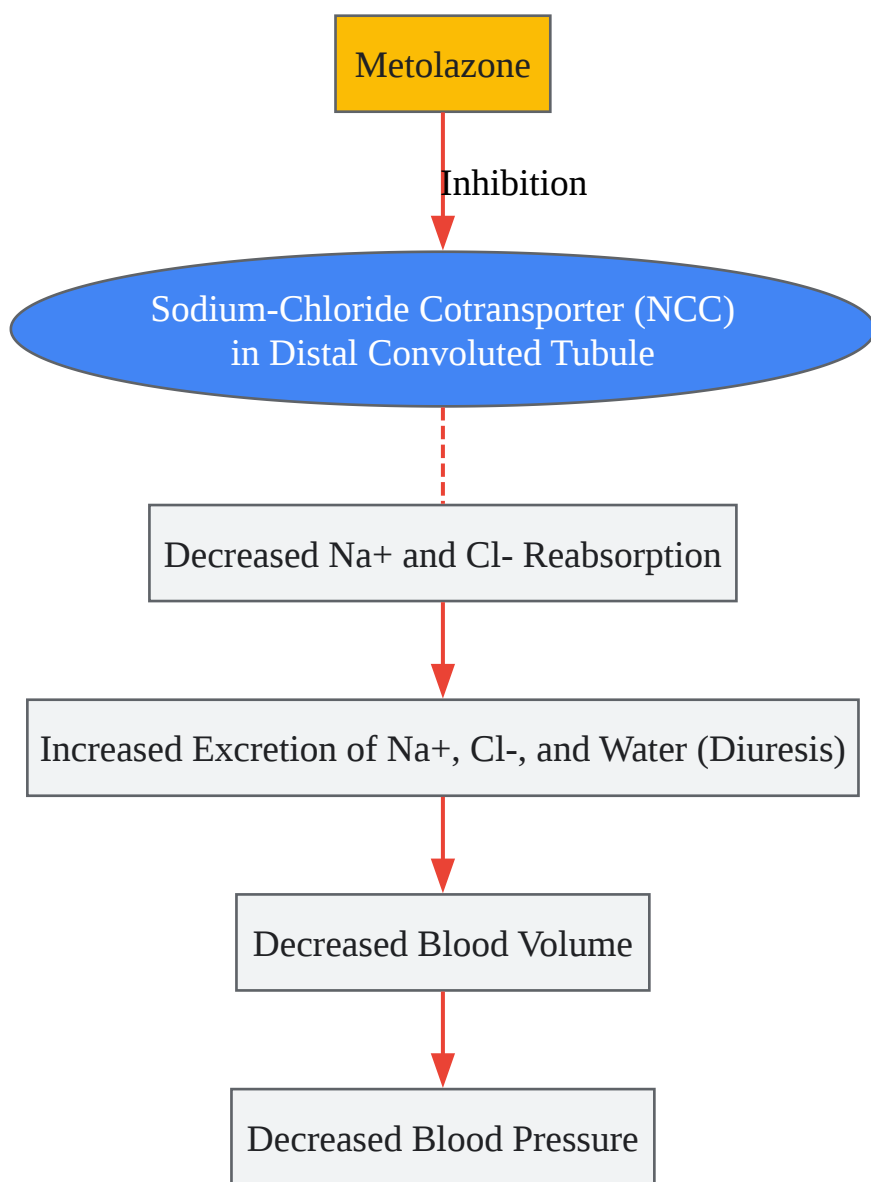 Metolazone
Inhibition
Sodium-Chloride Cotransporter (NCC)
in Distal Convoluted Tubule
Decreased Na+ and Cl- Reabsorption
Increased Excretion of Na+, Cl-, and Water (Diuresis)
Decreased Blood Volume
Decreased Blood Pressure